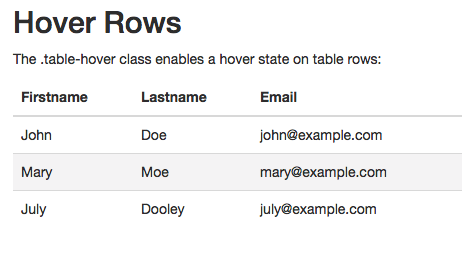 Hover Rows
The .table-hover class enables a hover state on table rows:
Firstname Lastname Email
John Doe john@example.com
Mary Moe mary@example.com
July Dooley july@example.com